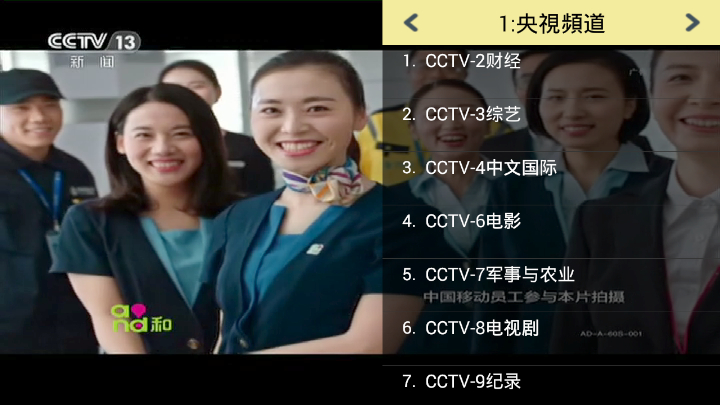 CCTV 13
新 闻
and和
1:央視頻道
1. CCTV-2财经
2. CCTV-3综艺
3. CCTV-4中文国际
4. CCTV-6电影
5. CCTV-7军事与农业
中国移动员工参与本片拍摄
6. CCTV-8电视剧
AD-A-60S-001
7. CCTV-9纪录